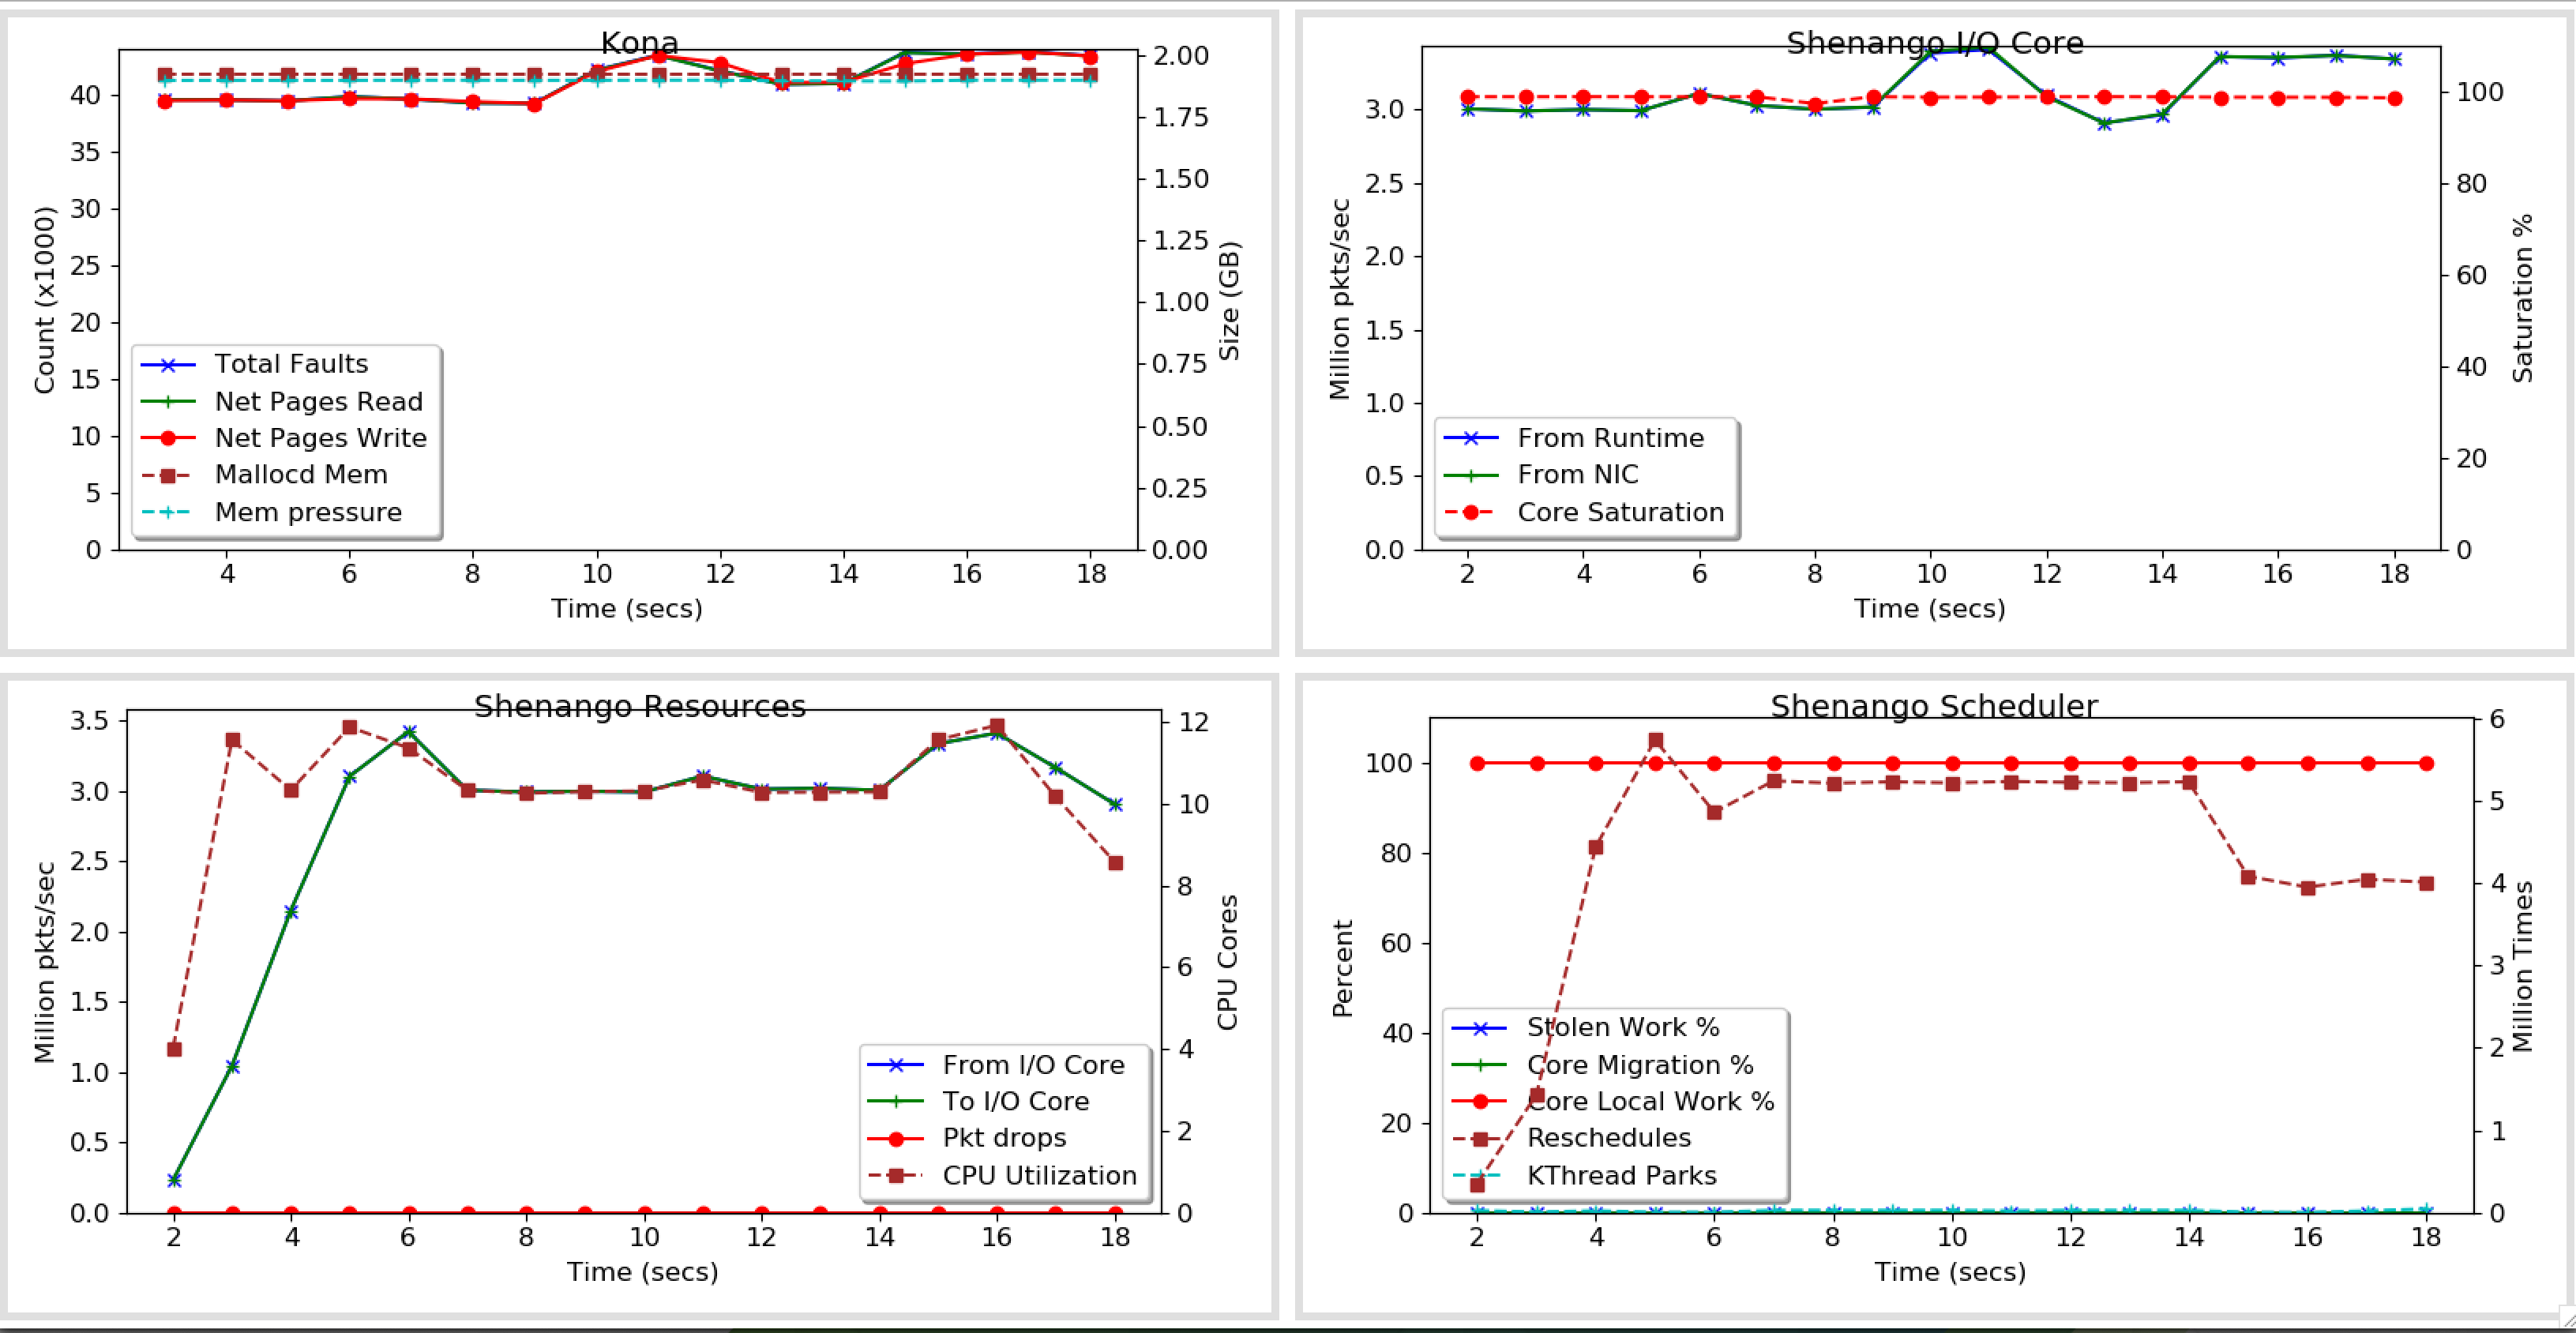 Kona
40
35
30
25
20
15
10
5
0
Count (x1000)
2.00
1.75
1.50
1.25
1.00
0.75
0.50
0.25
0.00
Size (GB)
Total Faults
Net Pages Read
Net Pages Write
Mallocd Mem
Mem pressure
4 6 8 10 12 14 16 18
Time (secs)
Shenango I/O Core
3.0
2.5
2.0
1.5
1.0
0.5
0.0
Million pkts/sec
100
80
60
40
20
0
Saturation %
From Runtime
From NIC
Core Saturation
2 4 6 8 10 12 14 16 18
Time (secs)
Shenango Resources
3.5
3.0
2.5
2.0
1.5
1.0
0.5
0.0
Million pkts/sec
12
10
8
6
4
2
0
CPU Cores
From I/O Core
To I/O Core
Pkt drops
CPU Utilization
2 4 6 8 10 12 14 16 18
Time (secs)
Shenango Scheduler
100
80
60
40
20
0
Percent
6
5
4
3
2
1
0
Million Times
Stolen Work %
Core Migration %
Core Local Work %
Reschedules
KThread Parks
2 4 6 8 10 12 14 16 18
Time (secs)